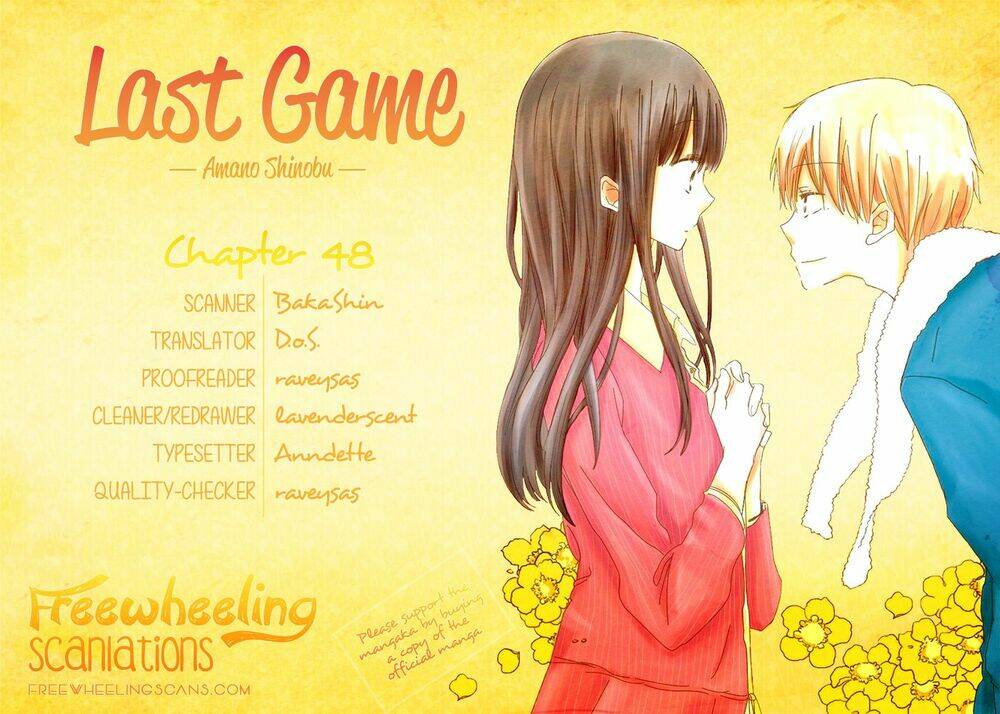 Last Game
— Amano Shinobu —
Chapter 48
SCANNER BakaShin
TRANSLATOR D.o.S.
PROOFREADER raveysas
CLEANER/REDRAWER lavenderscent
TYPESETTER Anndette
QUALITY-CHECKER raveysas
Freewheeling
scanlations
FREEWHEELINGSCANS.COM
Please support the
mangaka by buying
a copy of the
official manga